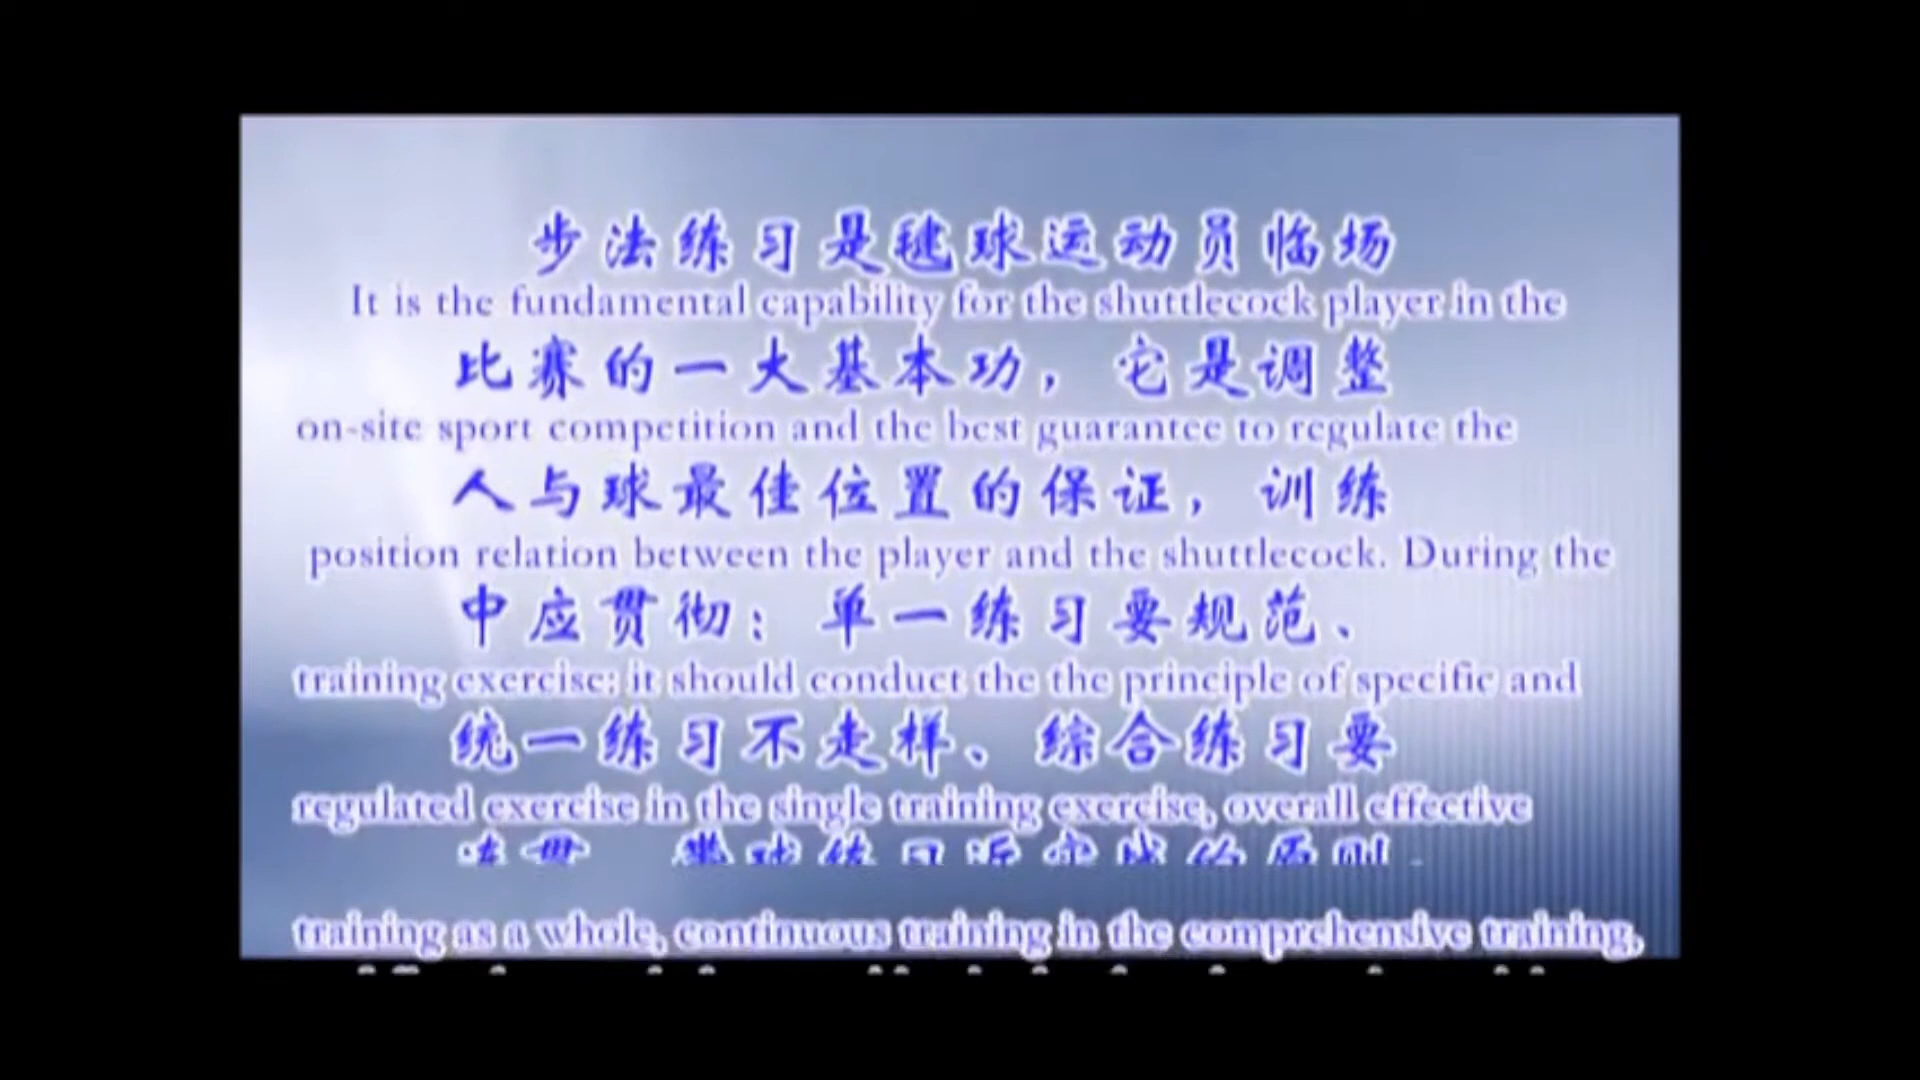 步法练习是毽球运动员临场
It is the fundamental capability for the shuttlecock player in the
比赛的一大基本功，它是调整
on-site sport competition and the best guarantee to regulate the
人与球最佳位置的保证，训练
position relation between the player and the shuttlecock. During the
中应贯彻：单一练习要规范、
training exercise; it should conduct the the principle of specific and
统一练习不走样、综合练习要
regulated exercise in the single training exercise, overall effective
training as a whole, continuous training in the comprehensive training,